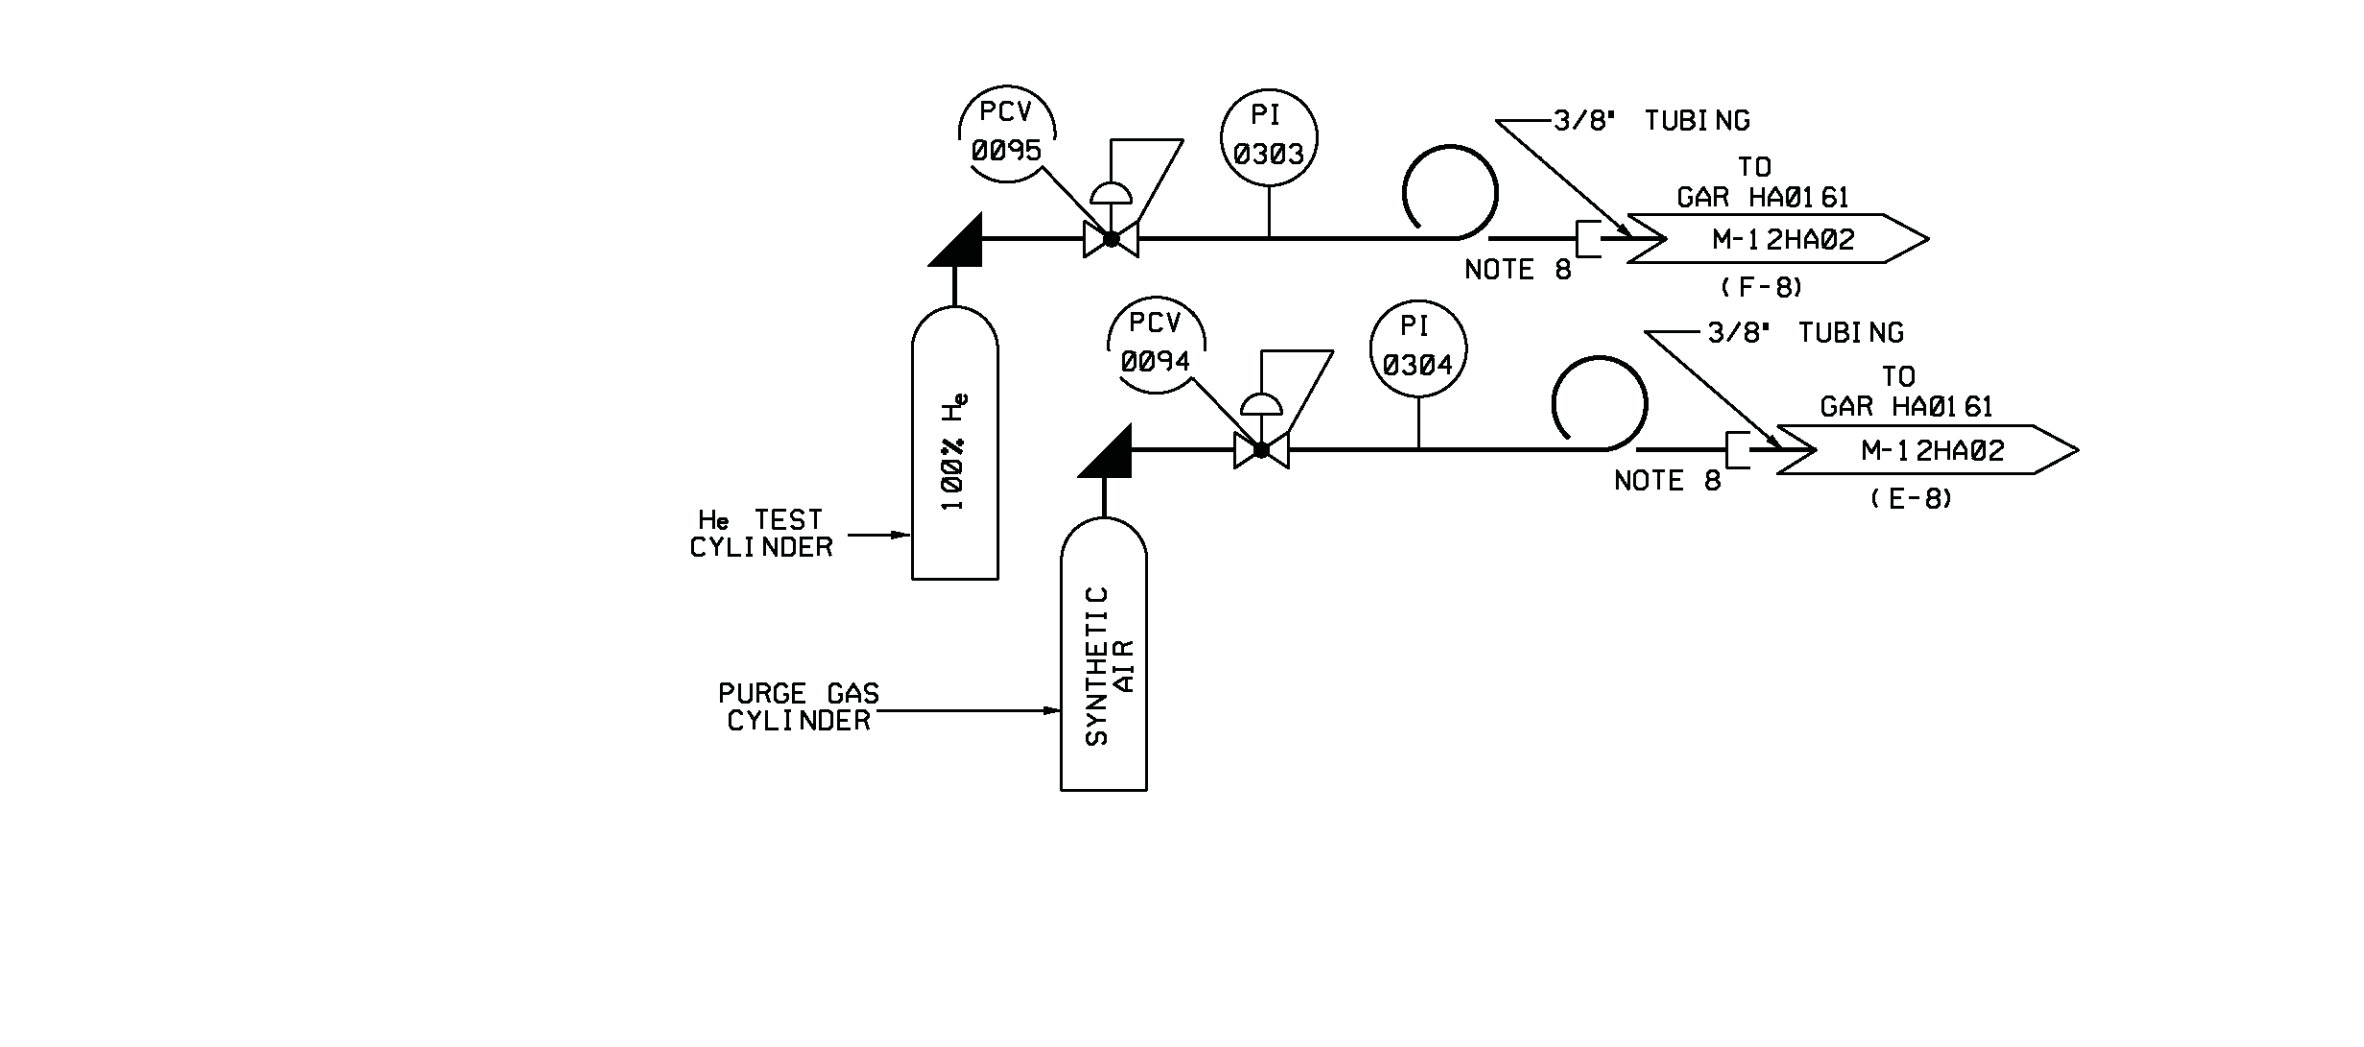 PCV
0095
PI
0303
3/8" TUBING
TO
GAR HA0161
M-12HA02
(F-8)
NOTE 8
PCV
0094
PI
0304
3/8" TUBING
TO
GAR HA0161
M-12HA02
(E-8)
NOTE 8
100% He
He TEST
CYLINDER
SYNTHETIC
AIR
PURGE GAS
CYLINDER